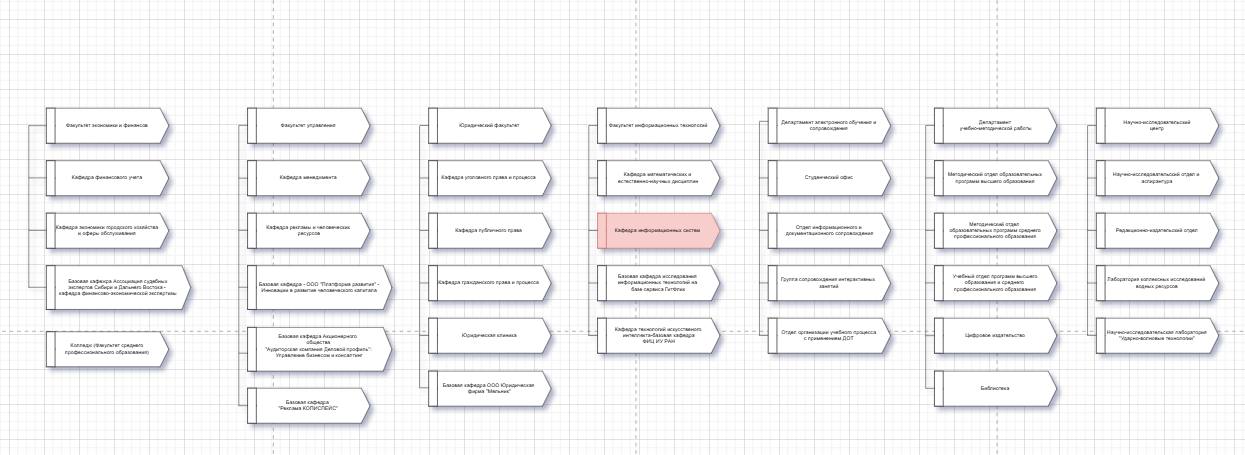 Факультет экономики и финансов
Кафедра финансового учета
Кафедра экономики городского хозяйства
и сферы обслуживания
Базовая кафедра Ассоциация судебных
экспертов Сибири и Дальнего Востока -
кафедра финансово-экономической экспертизы
Колледж (Факультет среднего
профессионального образования)
Факультет управления
Кафедра менеджмента
Кафедра рекламы и человеческих
ресурсов
Базовая кафедра - ООО "Платформа развития" -
Инновации в развитие человеческого капитала
Базовая кафедра Акционерного
общества
"Аудиторская компания Деловой профиль":
Управление бизнесом и консалтинг
Базовая кафедра
"Реклама КОПИСПЕЙС"
Юридический факультет
Кафедра уголовного права и процесса
Кафедра публичного права
Кафедра гражданского права и процесса
Юридическая клиника
Базовая кафедра ООО Юридическая
фирма "Мельник"
Факультет информационных технологий
Кафедра математических и
естественно-научных дисциплин
Кафедра информационных систем
Базовая кафедра исследования
информационных технологий на
базе сервиса ГитФлик
Кафедра технологий искусственого
интеллекта-базовая кафедра
ФИЦ ИУ РАН
Департамент электронного обучения и
сопровождения
Студенческий офис
Отдел информационного и
документационного сопровождения
Группа сопровождения интерактивных
занятий
Отдел организации учебного процесса
с применением ДОТ
Департамент
учебно-методической работы
Методический отдел образовательных
программ высшего образования
Методический отдел
образовательных программ среднего
профессионального образования
Учебный отдел программ высшего
образования и среднего
профессионального образования
Цифровое издательство
Библиотека
Научно-исследовательский
центр
Научно-исследовательский отдел и
аспирантура
Редакционно-издательский отдел
Лаборатория комплексных исследований
водных ресурсов
Научно-исследовательская лаборатория
"Ударно-волновые технологии"